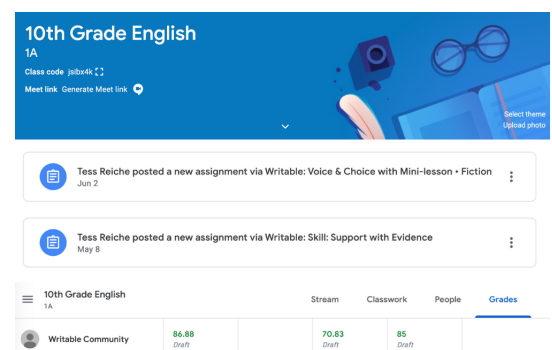 10th Grade English
1A
Class code jsibx4k
Meet link Generate Meet link
Select theme
Upload photo
Tess Reiche posted a new assignment via Writable: Voice & Choice with Mini-lesson • Fiction
Jun 2
Tess Reiche posted a new assignment via Writable: Skill: Support with Evidence
May 8
10th Grade English
1A
Stream Classwork People Grades
Writable Community 86.88 70.83 85
Draft Draft Draft